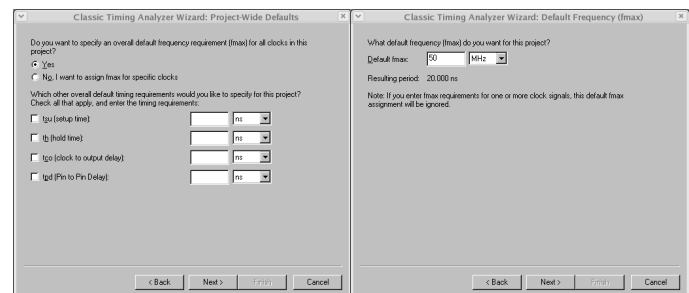 Classic Timing Analyzer Wizard: Project-Wide Defaults
Do you want to specify an overall default frequency requirement (fmax) for all clocks in this
project?
Yes
No, I want to assign fmax for specific clocks
Which other overall default timing requirements would you like to specify for this project?
Check all that apply, and enter the timing requirements:
tsu (setup time): ns
th (hold time): ns
tco (clock to output delay): ns
tpd (Pin to Pin Delay): ns
< Back Next > Finish Cancel
Classic Timing Analyzer Wizard: Default Frequency (fmax)
What default frequency (fmax) do you want for this project?
Default fmax: 50 MHz
Resulting period: 20.000 ns
Note: If you enter fmax requirements for one or more clock signals, this default fmax
assignment will be ignored.
< Back Next > Finish Cancel